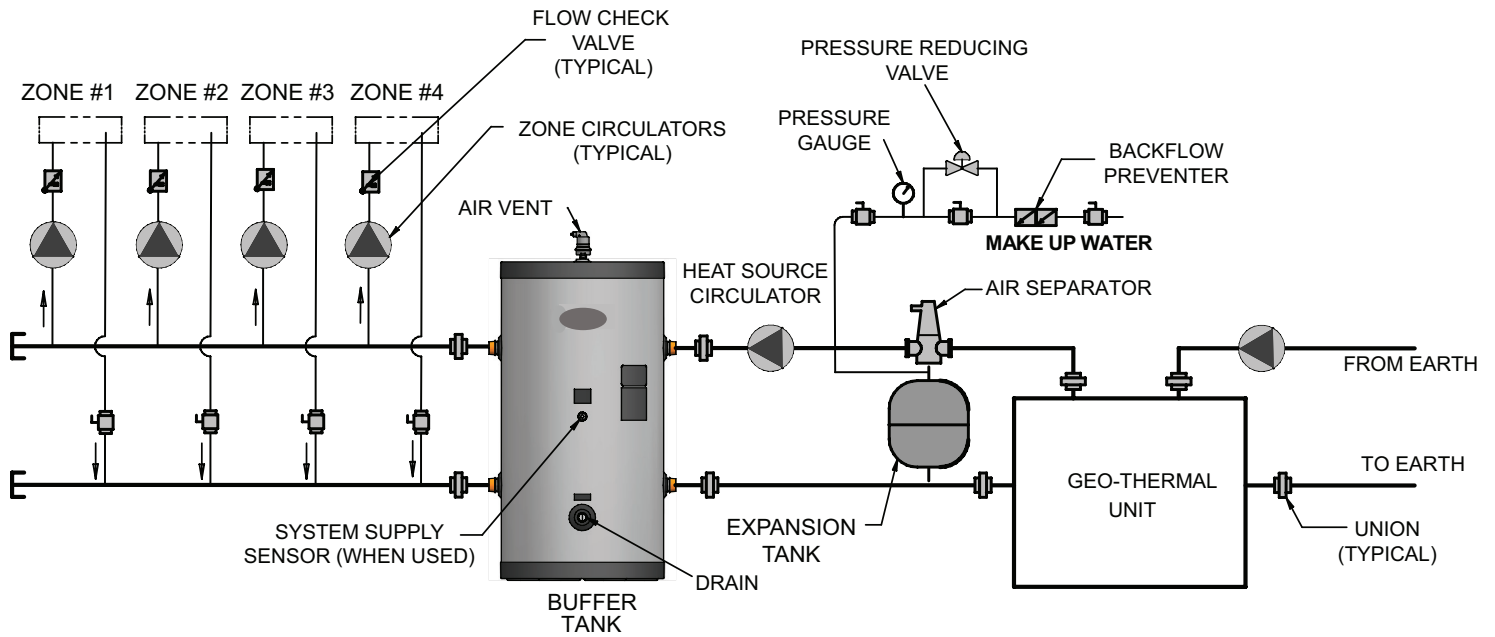 FLOW CHECK
VALVE
(TYPICAL)
PRESSURE REDUCING
VALVE
ZONE #1
ZONE #2
ZONE #3
ZONE #4
ZONE CIRCULATORS
(TYPICAL)
PRESSURE
GAUGE
BACKFLOW
PREVENTER
AIR VENT
MAKE UP WATER
HEAT SOURCE
CIRCULATOR
AIR SEPARATOR
FROM EARTH
TO EARTH
GEO-THERMAL
UNIT
SYSTEM SUPPLY
SENSOR (WHEN USED)
EXPANSION
TANK
UNION
(TYPICAL)
DRAIN
BUFFER
TANK